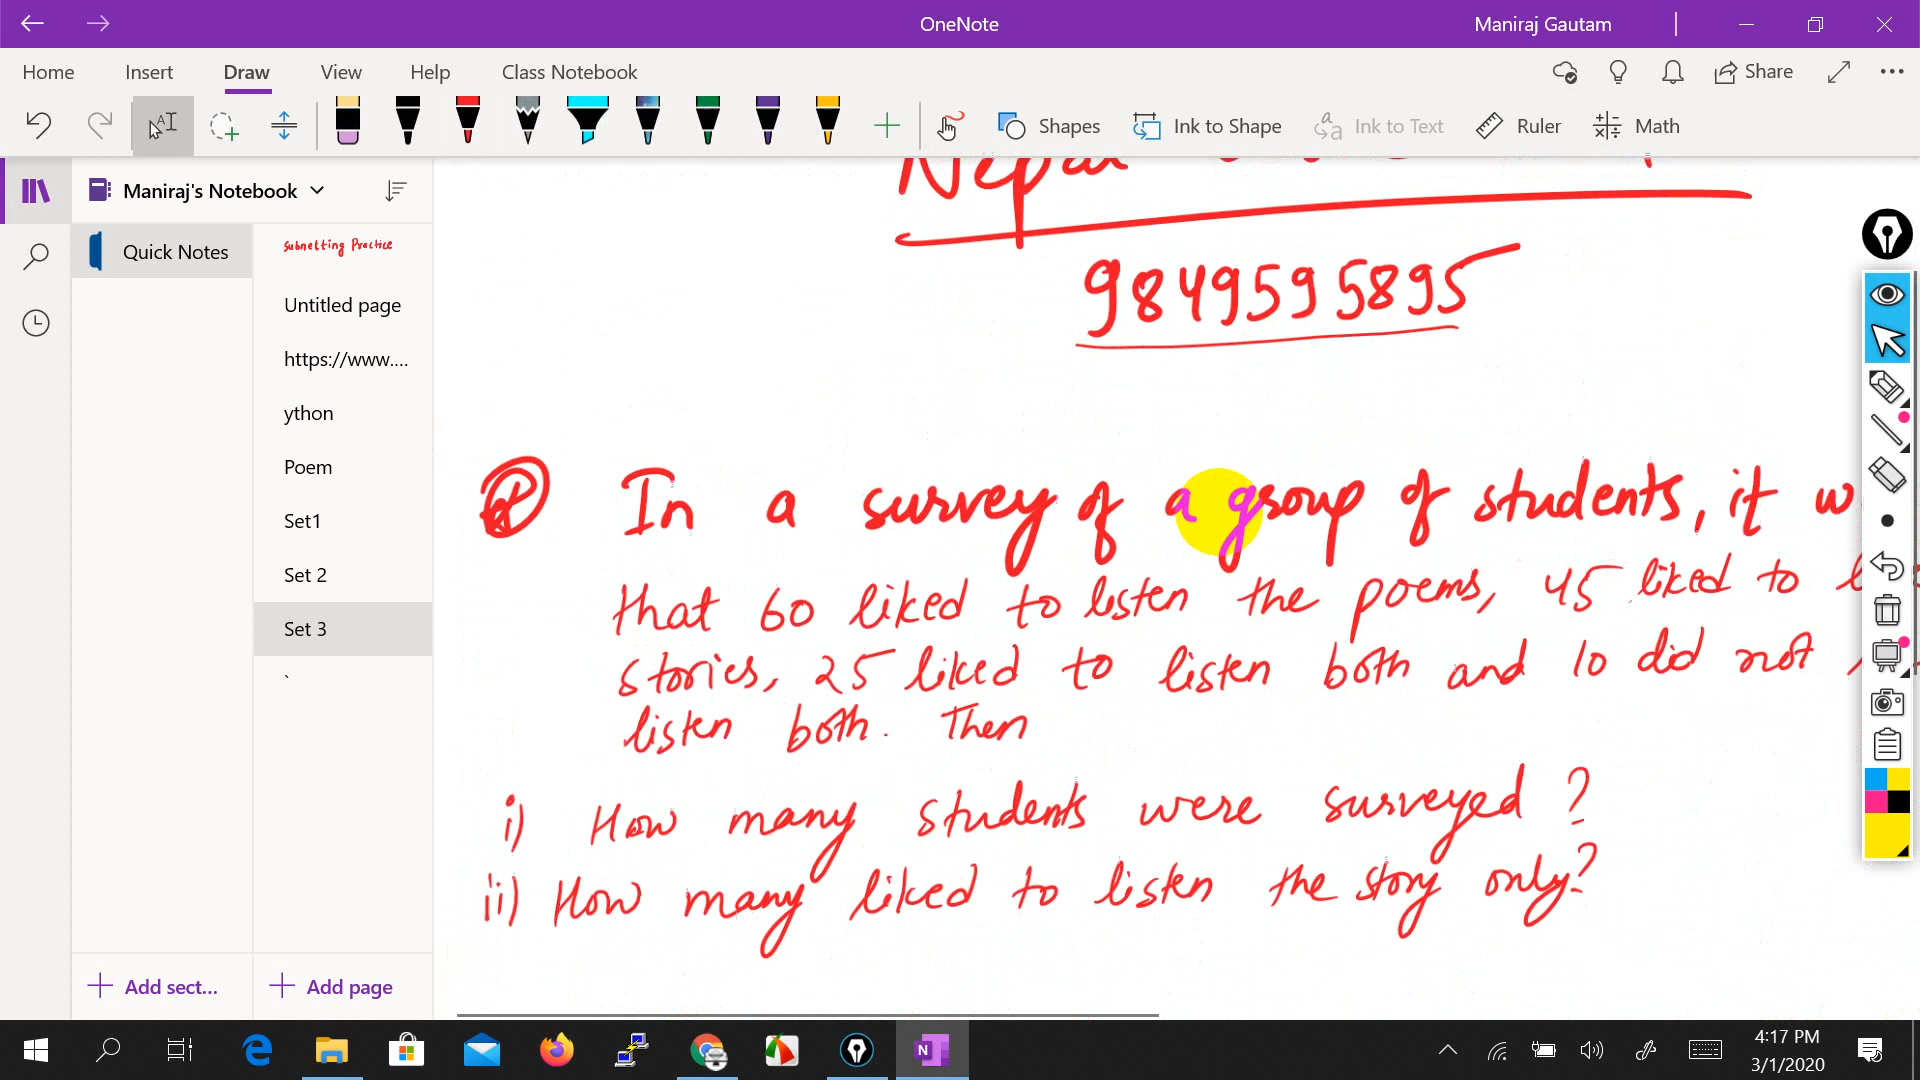 OneNote
Maniraj Gautam
Home Insert Draw View Help Class Notebook
Share
Shapes Ink to Shape Ink to Text Ruler Math
Maniraj's Notebook
Quick Notes
Subnetting Practice
Untitled page
https://www....
ython
Poem
Set1
Set 2
Set 3
`
Add sect...
Add page
Nepal
9849595895
In a survey of a group of students, it
that 60 liked to listen the poems, 45 liked to
stories, 25 liked to listen both and 10 did not
listen both. Then
i) How many students were surveyed ?
ii) How many liked to listen the story only?
4:17 PM
3/1/2020